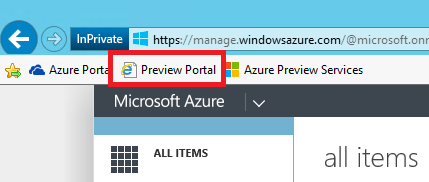 InPrivate https://manage.windowsazure.com/@microsoft.on
Azure Porta Preview Portal Azure Preview Services
Microsoft Azure
ALL ITEMS
all items